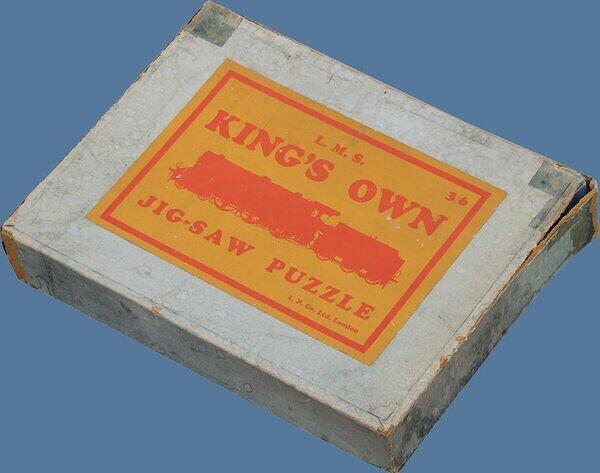 L. M. S.
KING'S OWN
3/6
JIG-SAW PUZZLE
L. P. Co. Ltd. London